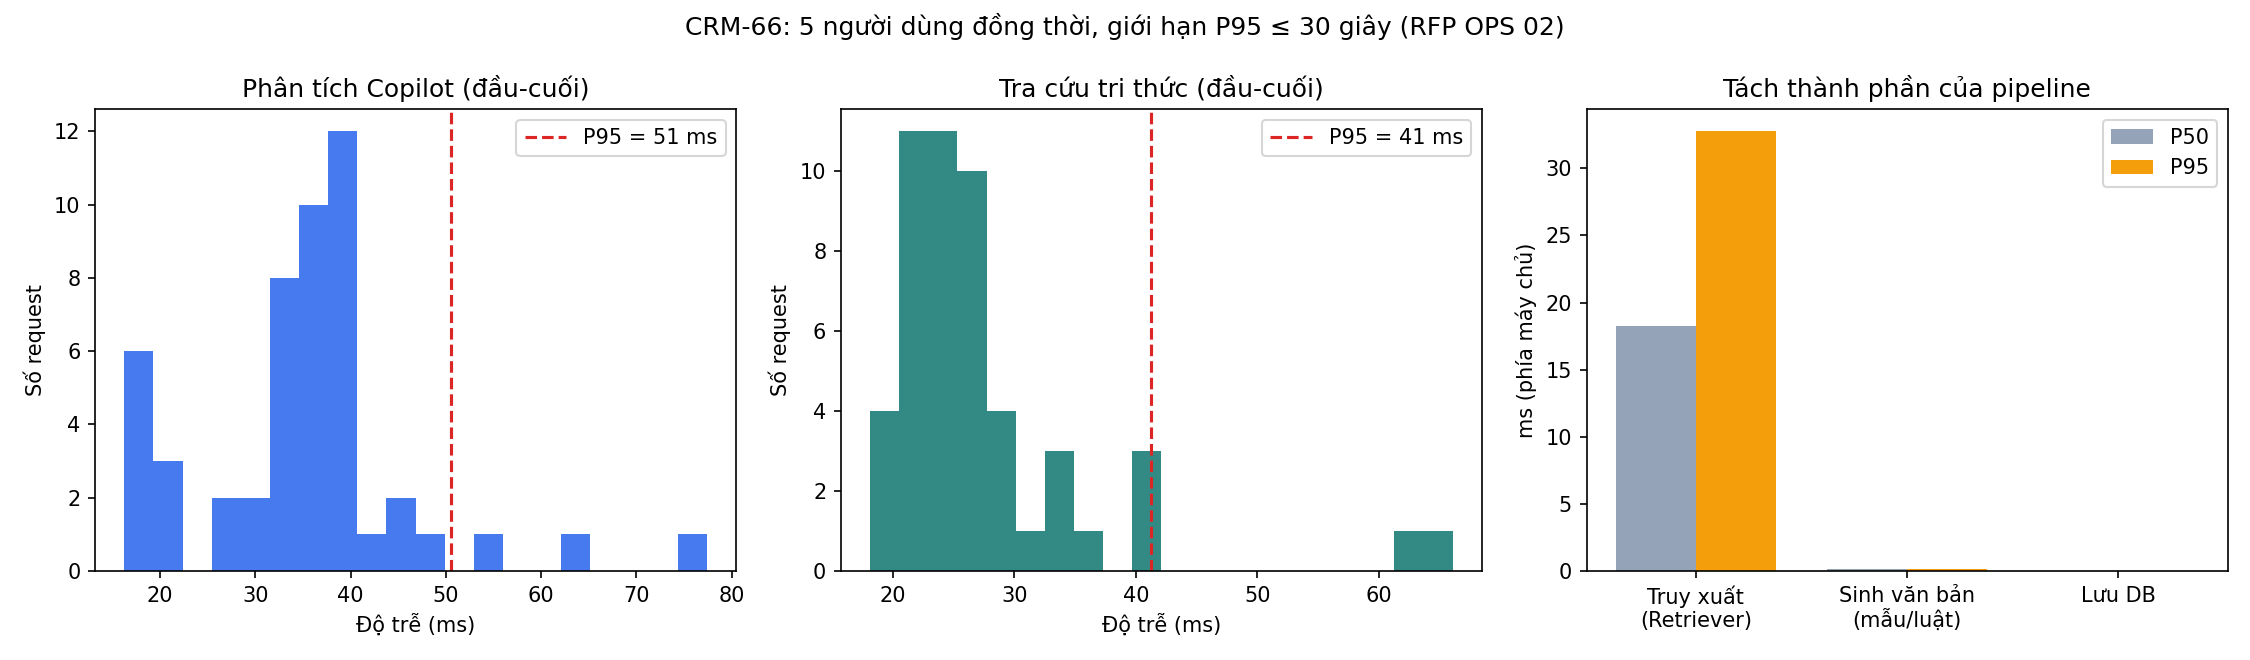 CRM-66: 5 người dùng đồng thời, giới hạn P95 ≤ 30 giây (RFP OPS 02)
Phân tích Copilot (đầu-cuối)
Số request
12
10
8
6
4
2
0
P95 = 51 ms
20 30 40 50 60 70 80
Độ trễ (ms)
Tra cứu tri thức (đầu-cuối)
Số request
10
8
6
4
2
0
P95 = 41 ms
20 30 40 50 60
Độ trễ (ms)
Tách thành phần của pipeline
ms (phía máy chủ)
30
25
20
15
10
5
0
P50
P95
Truy xuất
(Retriever)
Sinh văn bản
(mẫu/luật)
Lưu DB